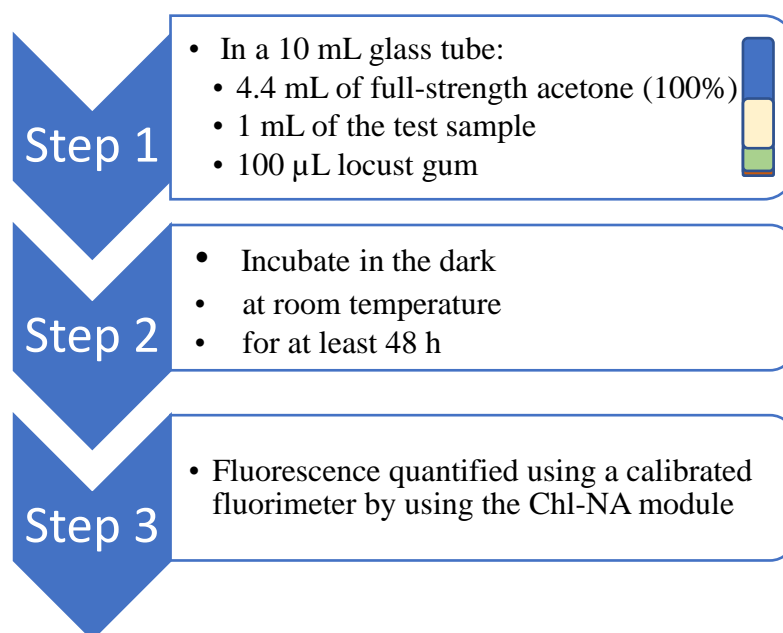 Step 1
• In a 10 mL glass tube:
• 4.4 mL of full-strength acetone (100%)
• 1 mL of the test sample
• 100 µL locust gum
Step 2
• Incubate in the dark
• at room temperature
• for at least 48 h
Step 3
• Fluorescence quantified using a calibrated
fluorimeter by using the Chl-NA module